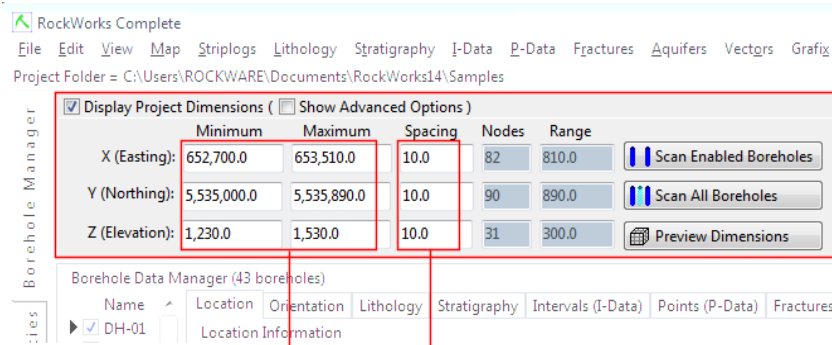 RockWorks Complete
File Edit View Map Striplogs Lithology Stratigraphy I-Data P-Data Fractures Aquifers Vectors Grafix
Project Folder = C:\Users\ROCKWARE\Documents\RockWorks14\Samples
Display Project Dimensions ( Show Advanced Options )
Minimum Maximum Spacing Nodes Range
X (Easting): 652,700.0 653,510.0 10.0 82 810.0 Scan Enabled Boreholes
Y (Northing): 5,535,000.0 5,535,890.0 10.0 90 890.0 Scan All Boreholes
Z (Elevation): 1,230.0 1,530.0 10.0 31 300.0 Preview Dimensions
Borehole Manager
Borehole Data Manager (43 boreholes)
Name Location Orientation Lithology Stratigraphy Intervals (I-Data) Points (P-Data) Fractures
DH-01 Location Information